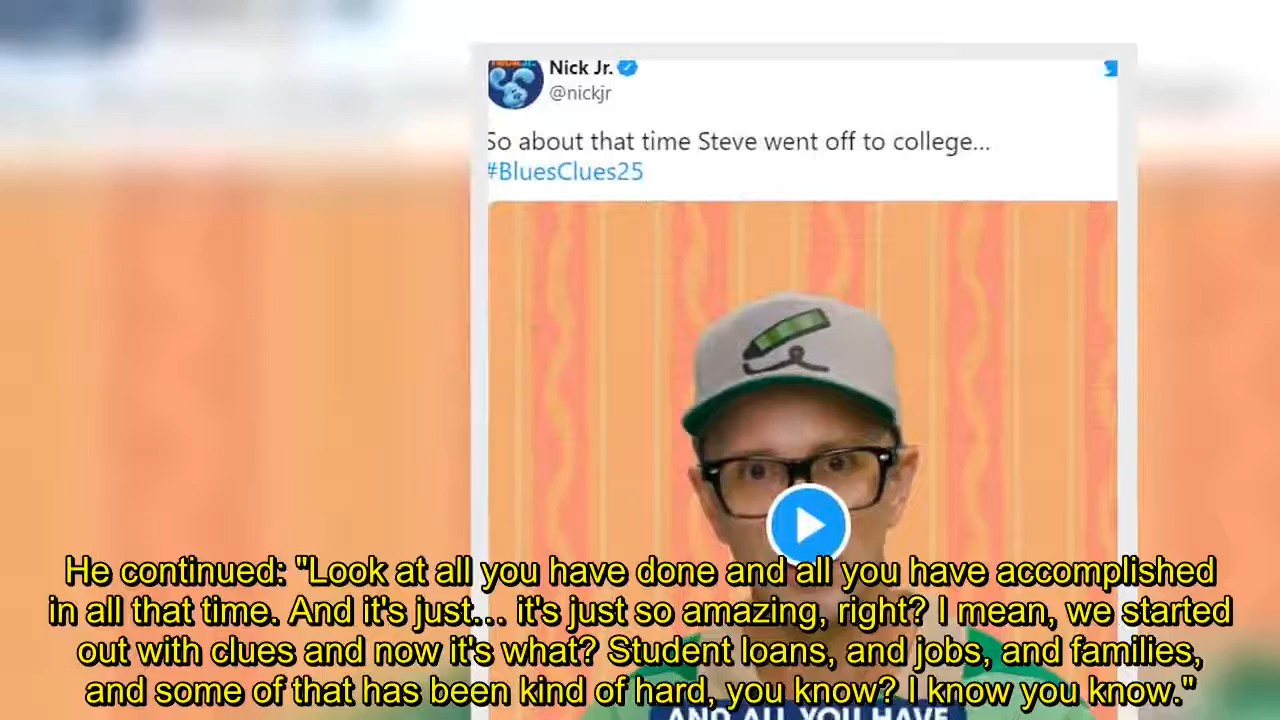 Nick Jr.
@nickjr
So about that time Steve went off to college...
#BluesClues25
He continued: "Look at all you have done and all you have accomplished
in all that time. And it's just... it's just so amazing, right? I mean, we started
out with clues and now it's what? Student loans, and jobs, and families,
and some of that has been kind of hard, you know? I know you know."
AND ALL YOU HAVE